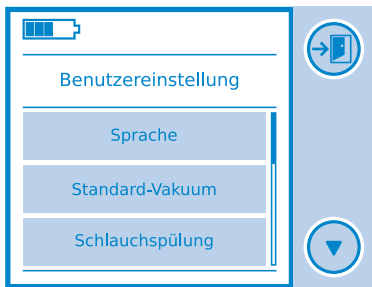 Benutzereinstellung
Sprache
Standard-Vakuum
Schlauchspülung